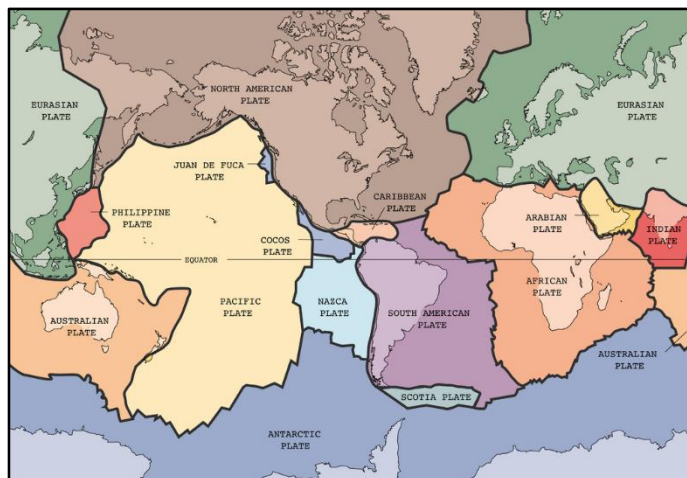 NORTH AMERICAN
PLATE
EURASIAN
PLATE
EURASIAN
PLATE
JUAN DE FUCA
PLATE
CARIBBEAN
PLATE
PHILIPPINE
PLATE
ARABIAN
PLATE
INDIAN
PLATE
COCOS
PLATE
EQUATOR
AFRICAN
PLATE
PACIFIC
PLATE
NAZCA
PLATE
SOUTH AMERICAN
PLATE
AUSTRALIAN
PLATE
AUSTRALIAN
PLATE
SCOTIA PLATE
ANTARCTIC
PLATE